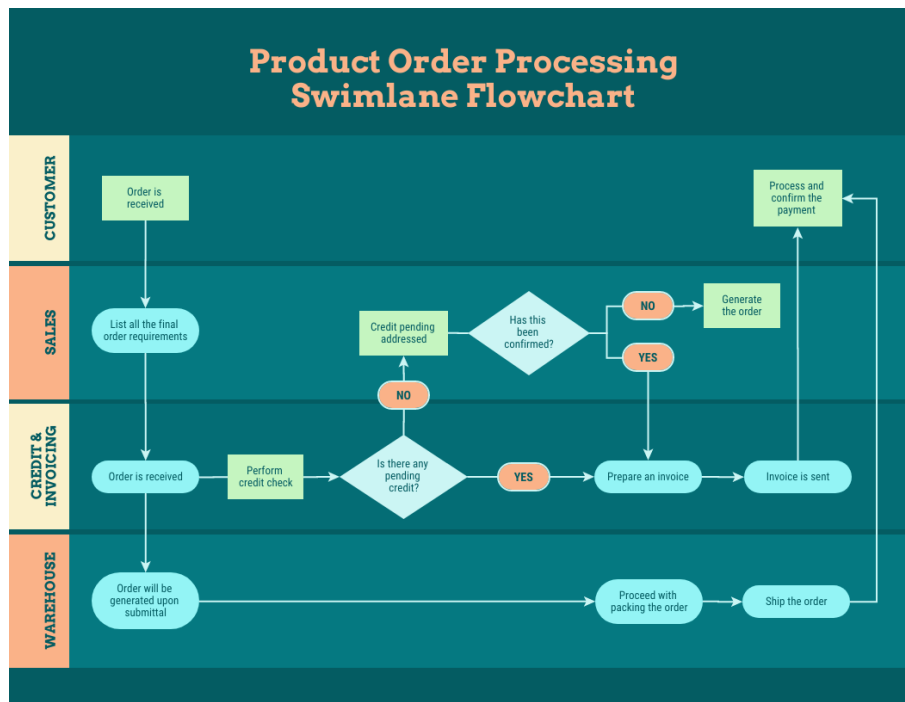 Product Order Processing
Swimlane Flowchart
CUSTOMER
Order is
received
Process and
confirm the
payment
SALES
List all the final
order requirements
Credit pending
addressed
Has this
been
confirmed?
NO
YES
Generate
the order
NO
CREDIT &
INVOICING
Order is received
Perform
credit check
Is there any
pending
credit?
YES
Prepare an invoice
Invoice is sent
WAREHOUSE
Order will be
generated upon
submittal
Proceed with
packing the order
Ship the order